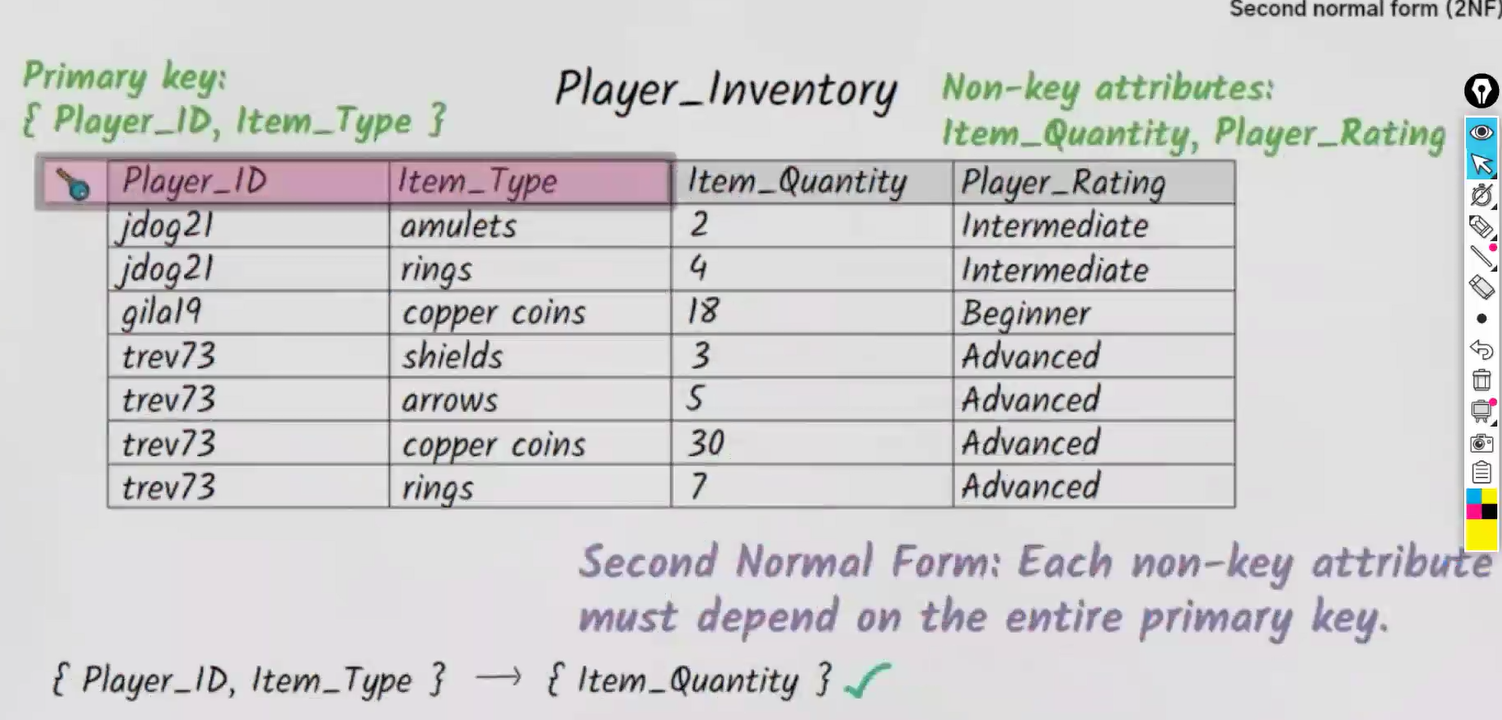 Second normal form (2NF)
Primary key:
{ Player_ID, Item_Type }
Player_Inventory
Non-key attributes:
Item_Quantity, Player_Rating
Player_ID Item_Type Item_Quantity Player_Rating
jdog21 amulets 2 Intermediate
jdog21 rings 4 Intermediate
gila19 copper coins 18 Beginner
trev73 shields 3 Advanced
trev73 arrows 5 Advanced
trev73 copper coins 30 Advanced
trev73 rings 7 Advanced
Second Normal Form: Each non-key attribute
must depend on the entire primary key.
{ Player_ID, Item_Type } → { Item_Quantity } ✓